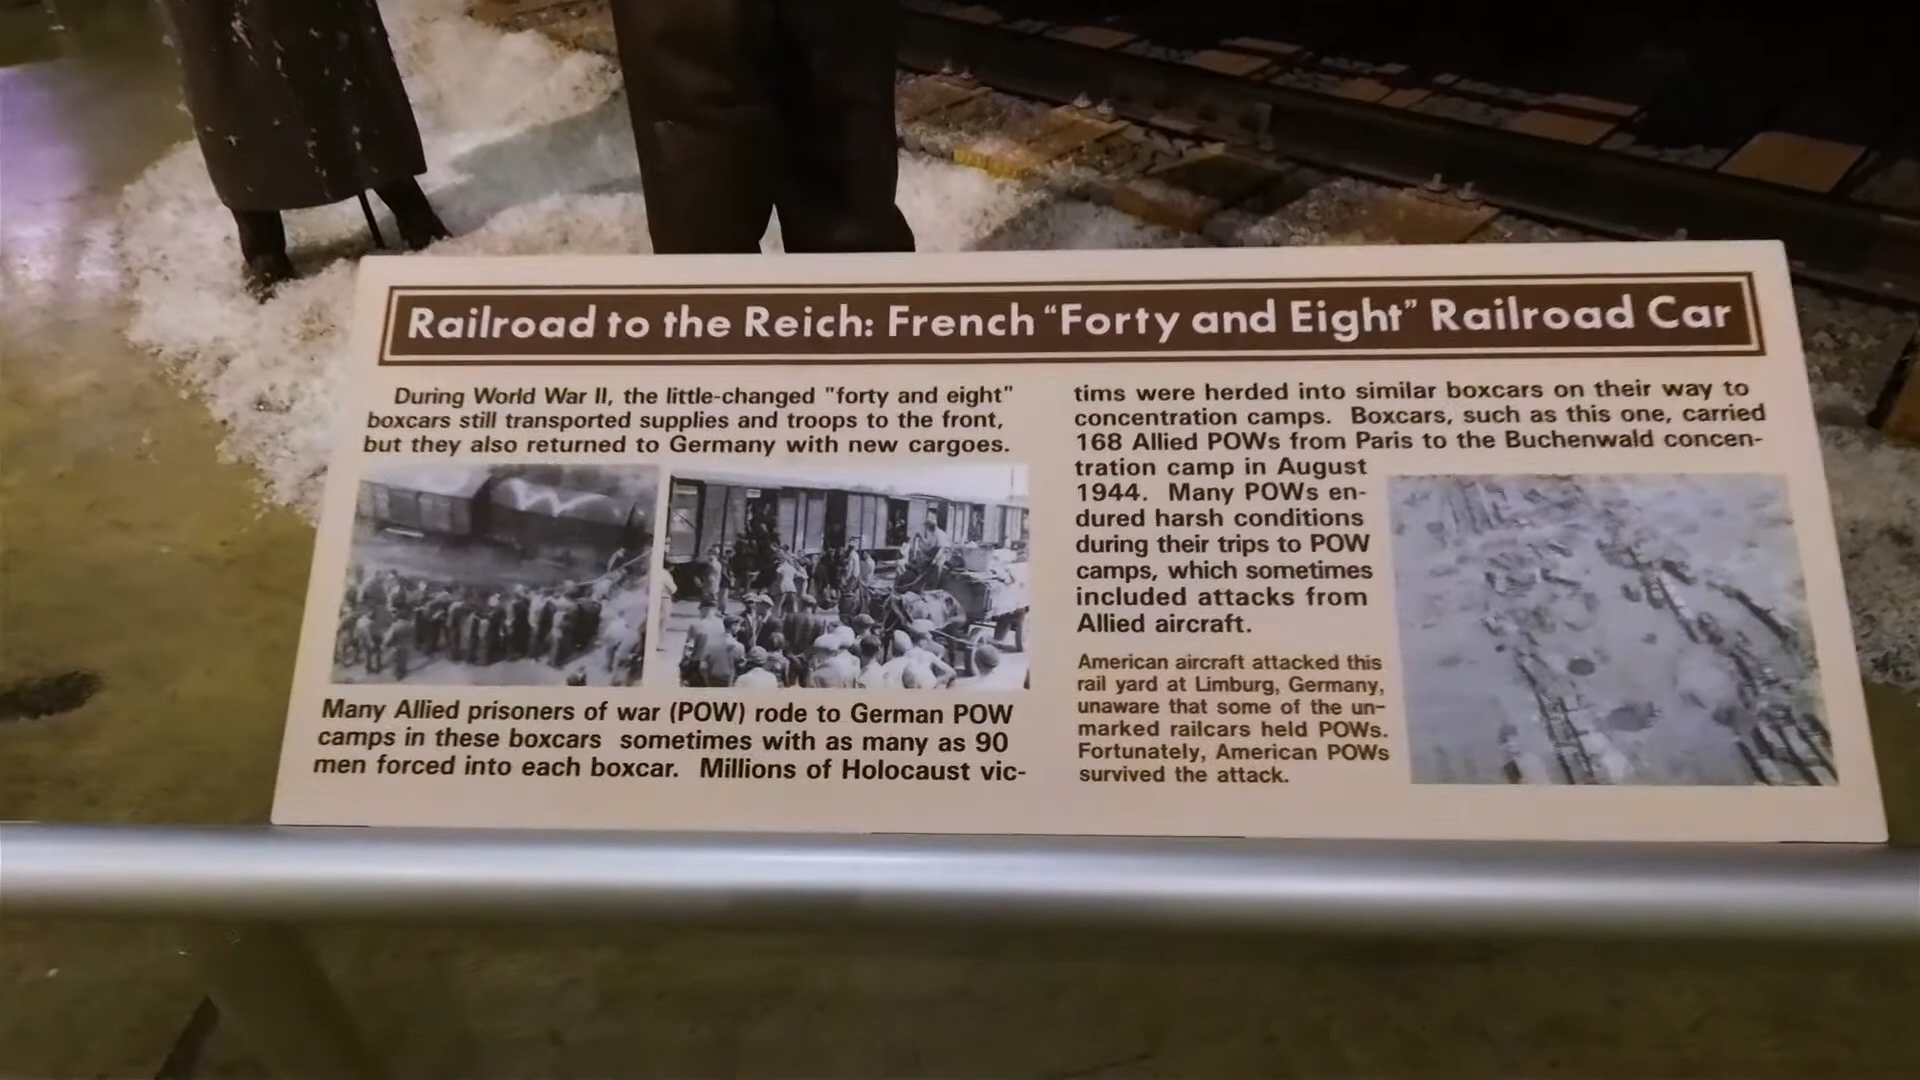 Railroad to the Reich: French “Forty and Eight” Railroad Car
During World War II, the little-changed "forty and eight"
boxcars still transported supplies and troops to the front,
but they also returned to Germany with new cargoes.
Many Allied prisoners of war (POW) rode to German POW
camps in these boxcars sometimes with as many as 90
men forced into each boxcar. Millions of Holocaust vic-
tims were herded into similar boxcars on their way to
concentration camps. Boxcars, such as this one, carried
168 Allied POWs from Paris to the Buchenwald concen-
tration camp in August
1944. Many POWs en-
dured harsh conditions
during their trips to POW
camps, which sometimes
included attacks from
Allied aircraft.
American aircraft attacked this
rail yard at Limburg, Germany,
unaware that some of the un-
marked railcars held POWs.
Fortunately, American POWs
survived the attack.